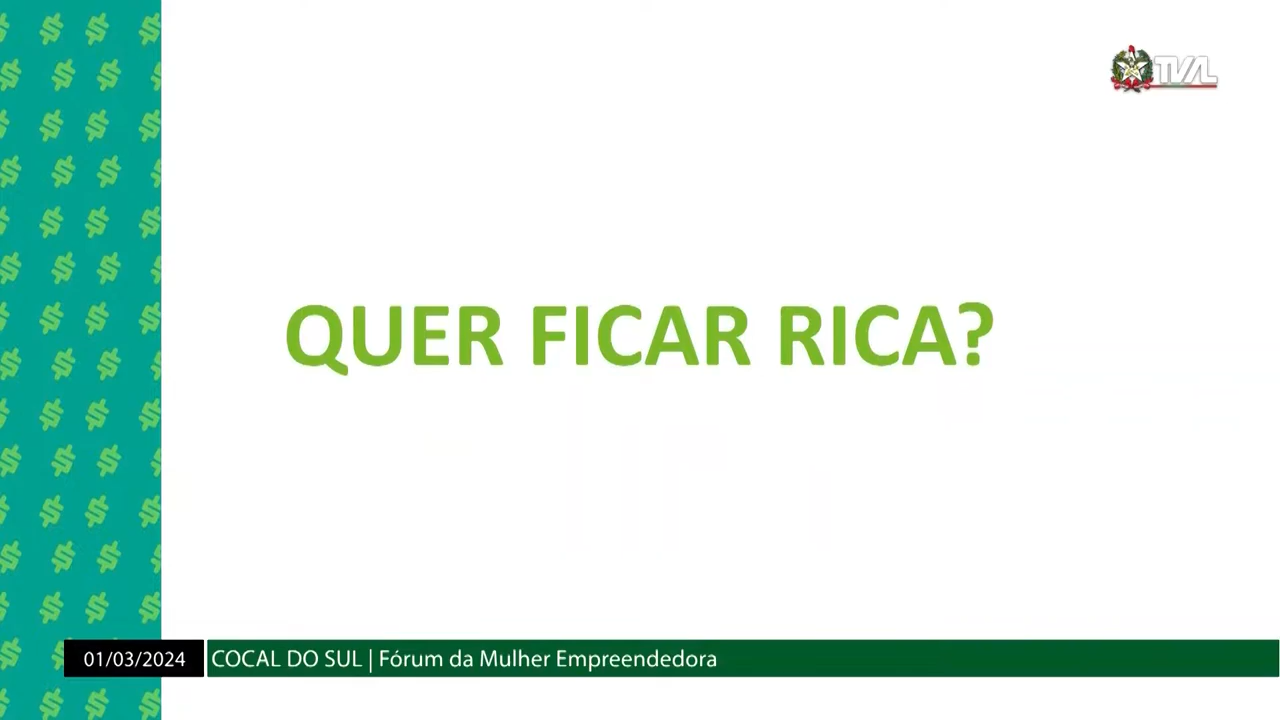 TVAL
QUER FICAR RICA?
01/03/2024 COCAL DO SUL | Fórum da Mulher Empreendedora